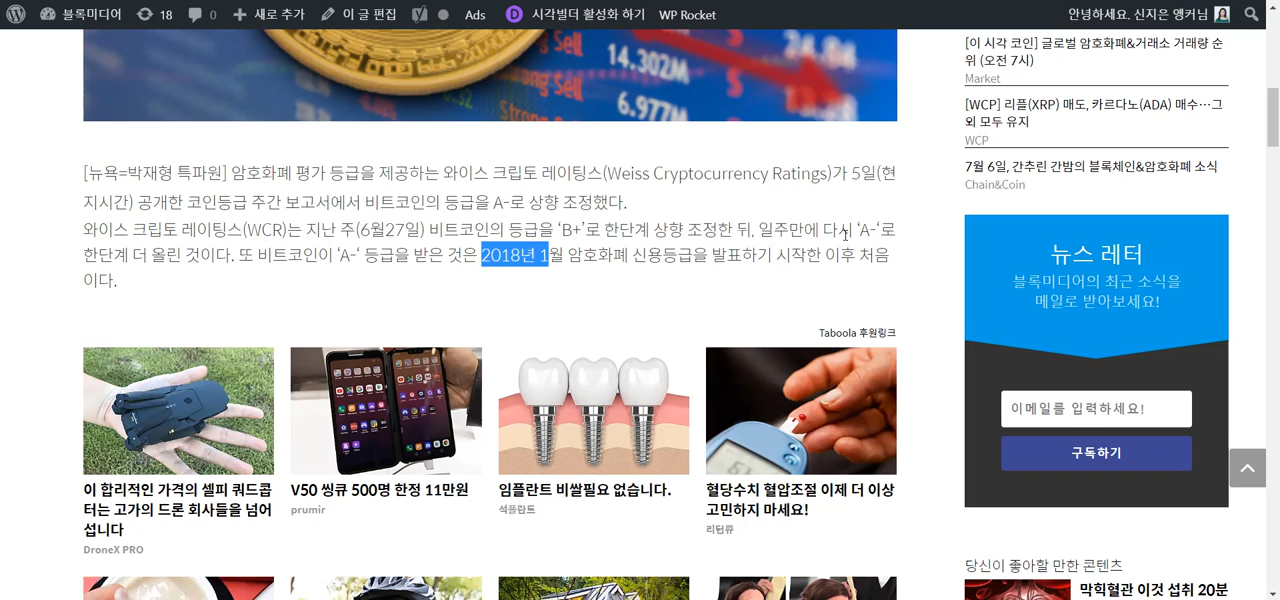 블록미디어 18 0 새로 추가 이 글 편집 Ads 시각빌더 활성화 하기 WP Rocket 안녕하세요. 신지은 앵커님
Sell
Strong Sell
Strong Sell
14.302M
6.977M
[뉴욕=박재형 특파원] 암호화폐 평가 등급을 제공하는 와이스 크립토 레이팅스(Weiss Cryptocurrency Ratings)가 5일(현
지시간) 공개한 코인등급 주간 보고서에서 비트코인의 등급을 A-로 상향 조정했다.
와이스 크립토 레이팅스(WCR)는 지난 주(6월27일) 비트코인의 등급을 ‘B+’로 한단계 상향 조정한 뒤, 일주만에 다시 ‘A-‘로
한단계 더 올린 것이다. 또 비트코인이 ‘A-‘ 등급을 받은 것은 2018년 1월 암호화폐 신용등급을 발표하기 시작한 이후 처음
이다.
Taboola 후원링크
이 합리적인 가격의 셀피 쿼드콥
터는 고가의 드론 회사들을 넘어
섭니다
DroneX PRO
V50 씽큐 500명 한정 11만원
prumir
임플란트 비쌀필요 없습니다.
석플란트
혈당수치 혈압조절 이제 더 이상
고민하지 마세요!
리턴큐
[이 시각 코인] 글로벌 암호화폐&거래소 거래량 순
위 (오전 7시)
Market
[WCP] 리플(XRP) 매도, 카르다노(ADA) 매수…그
외 모두 유지
WCP
7월 6일, 간추린 간밤의 블록체인&암호화폐 소식
Chain&Coin
뉴스 레터
블록미디어의 최근 소식을
메일로 받아보세요!
이메일를 입력하세요!
구독하기
당신이 좋아할 만한 콘텐츠
막힉혈관 이것 섭취 20분